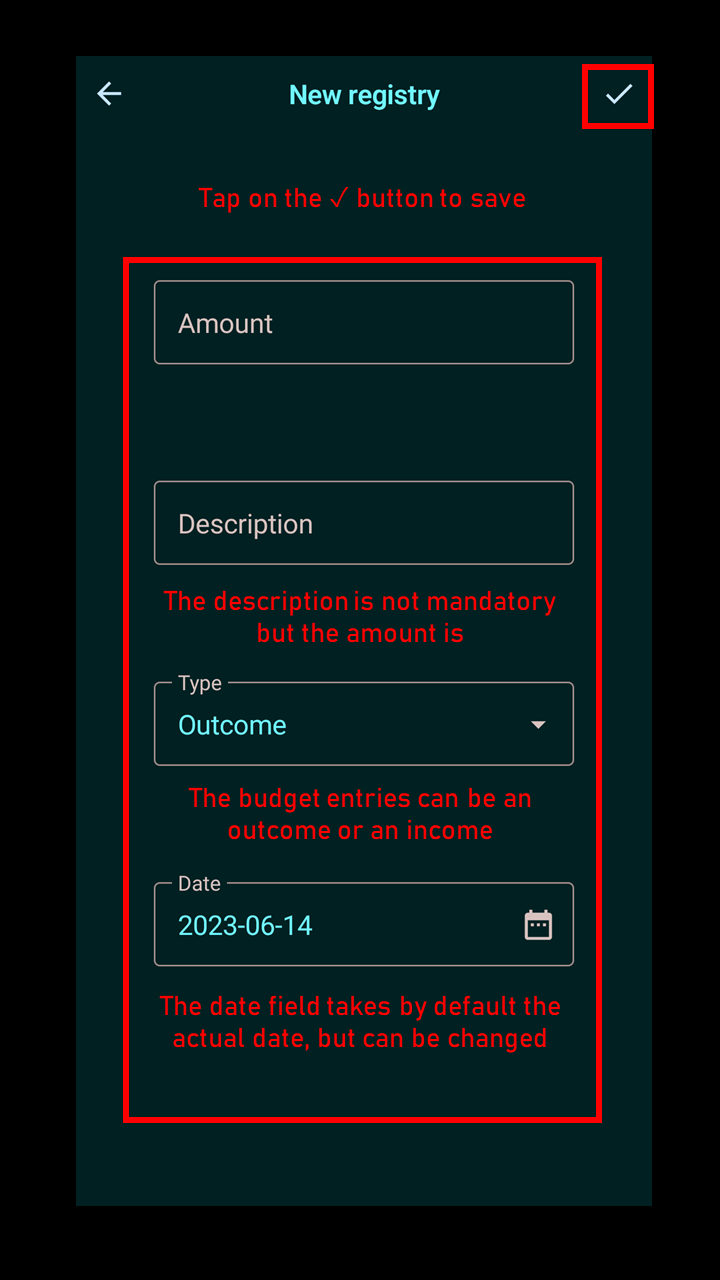 New registry
Tap on the ✓ button to save
Amount
Description
The description is not mandatory
but the amount is
Type
Outcome
The budget entries can be an
outcome or an income
Date
2023-06-14
The date field takes by default the
actual date, but can be changed